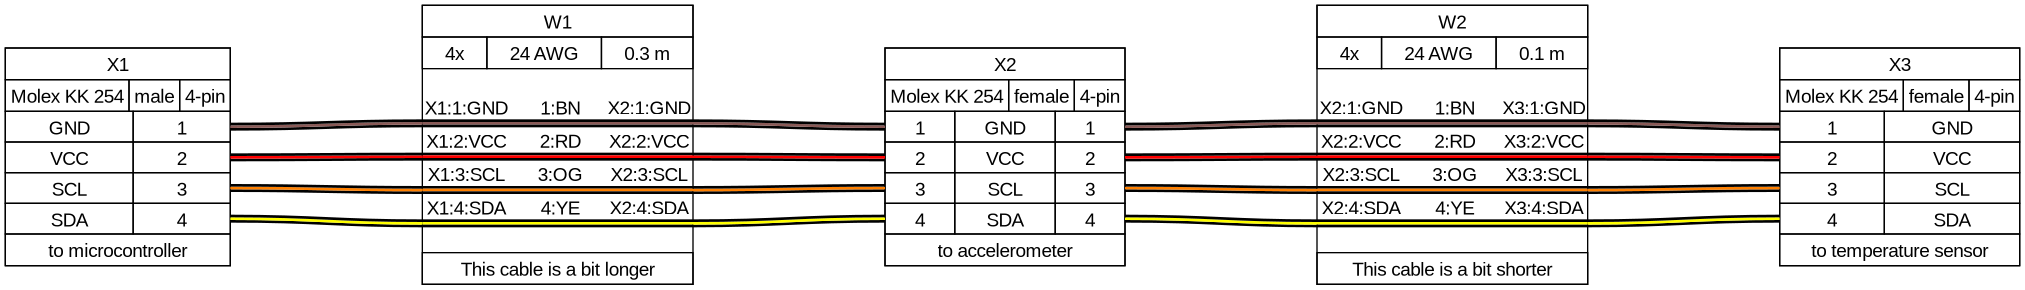 X1
Molex KK 254 male 4-pin
GND 1
VCC 2
SCL 3
SDA 4
to microcontroller
W1
4x 24 AWG 0.3 m
X1:1:GND 1:BN X2:1:GND
X1:2:VCC 2:RD X2:2:VCC
X1:3:SCL 3:OG X2:3:SCL
X1:4:SDA 4:YE X2:4:SDA
This cable is a bit longer
X2
Molex KK 254 female 4-pin
1 GND 1
2 VCC 2
3 SCL 3
4 SDA 4
to accelerometer
W2
4x 24 AWG 0.1 m
X2:1:GND 1:BN X3:1:GND
X2:2:VCC 2:RD X3:2:VCC
X2:3:SCL 3:OG X3:3:SCL
X2:4:SDA 4:YE X3:4:SDA
This cable is a bit shorter
X3
Molex KK 254 female 4-pin
1 GND
2 VCC
3 SCL
4 SDA
to temperature sensor